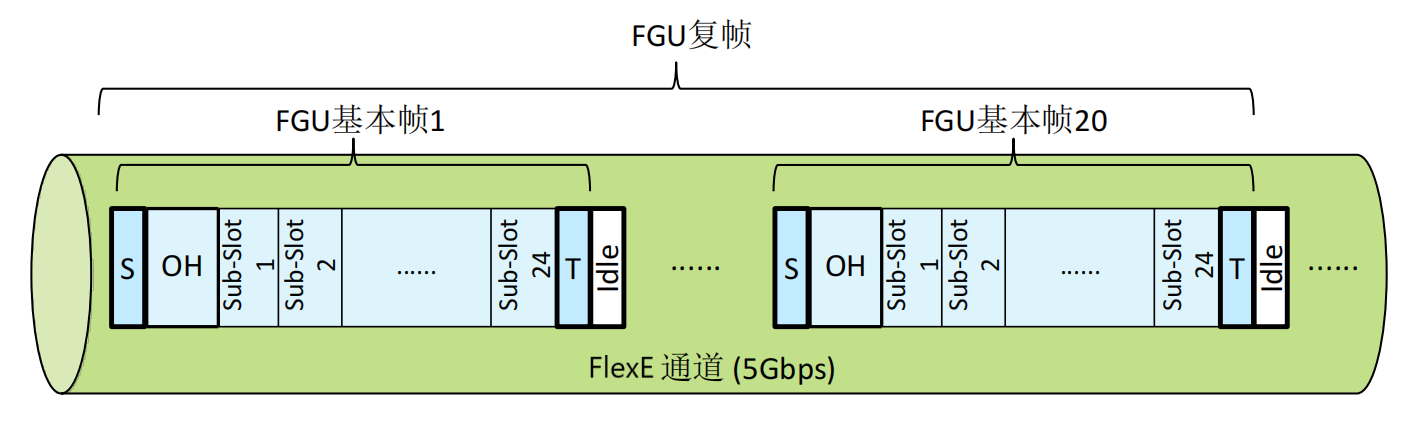 FGU复帧
FGU基本帧1
FGU基本帧20
S
OH
Sub-Slot 1
Sub-Slot 2
......
Sub-Slot 24
T
Idle
......
S
OH
Sub-Slot 1
Sub-Slot 2
......
Sub-Slot 24
T
Idle
......
FlexE 通道 (5Gbps)